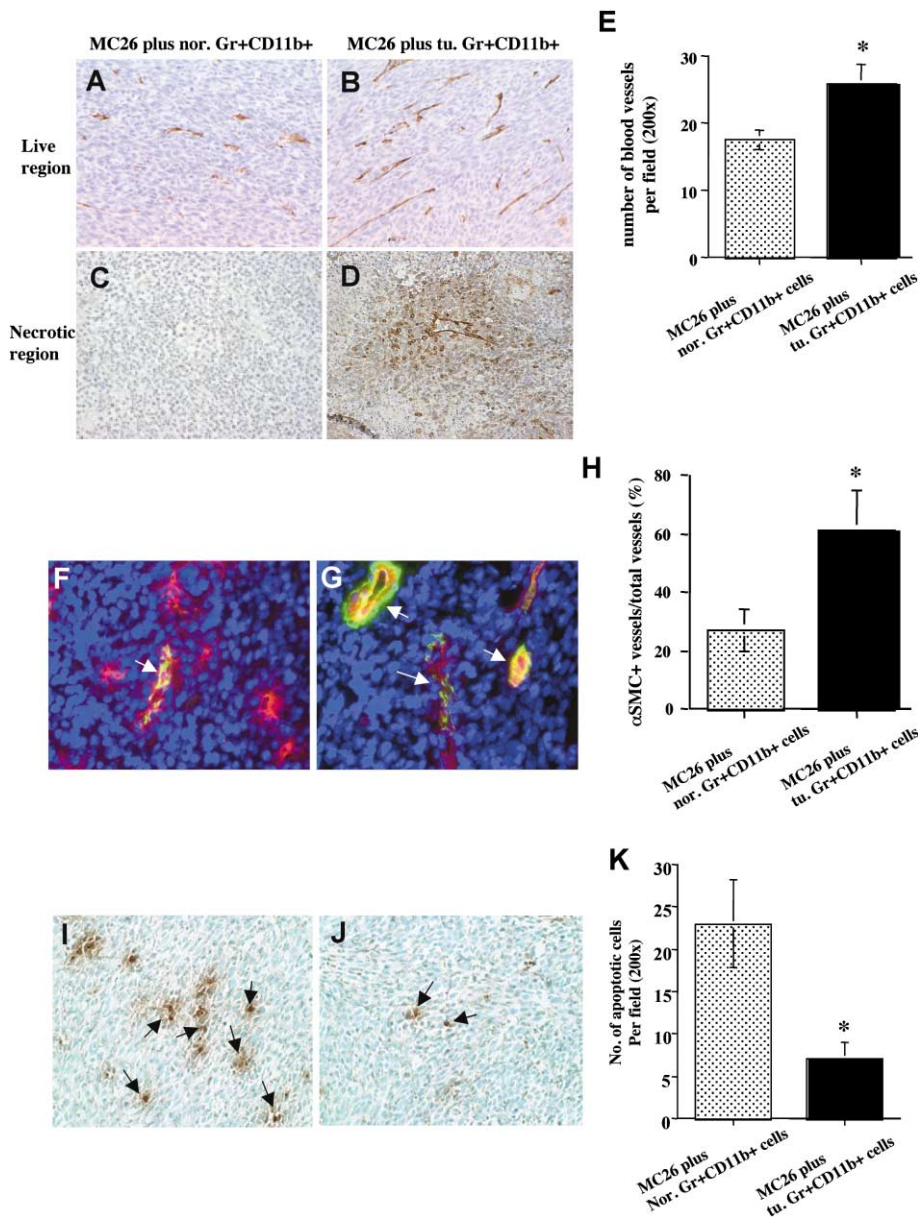 MC26 plus nor. Gr+CD11b+
MC26 plus tu. Gr+CD11b+
Live
region
A
B
Necrotic
region
C
D
E
number of blood vessels
per field (200x)
30
20
10
0
*
MC26 plus
nor. Gr+CD11b+ cells
MC26 plus
tu. Gr+CD11b+ cells
F
G
H
αSMC+ vessels/total vessels (%)
80
60
40
20
0
*
MC26 plus
nor. Gr+CD11b+ cells
MC26 plus
tu. Gr+CD11b+ cells
I
J
K
No. of apoptotic cells
Per field (200x)
30
25
20
15
10
5
0
*
MC26 plus
Nor. Gr+CD11b+ cells
MC26 plus
tu. Gr+CD11b+ cells